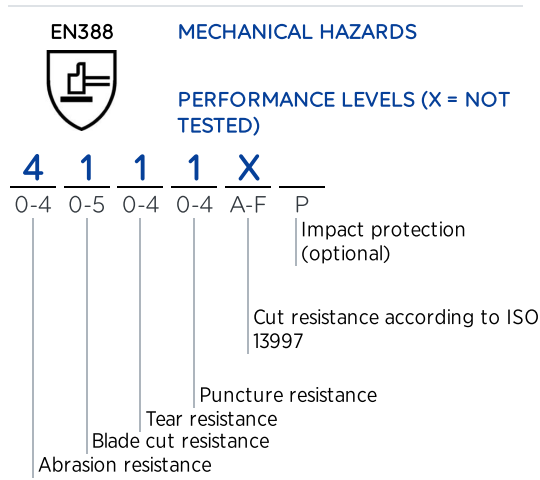 EN388
MECHANICAL HAZARDS
PERFORMANCE LEVELS (X = NOT
TESTED)
4 1 1 1 X
0-4 0-5 0-4 0-4 A-F P
Impact protection
(optional)
Cut resistance according to ISO
13997
Puncture resistance
Tear resistance
Blade cut resistance
Abrasion resistance